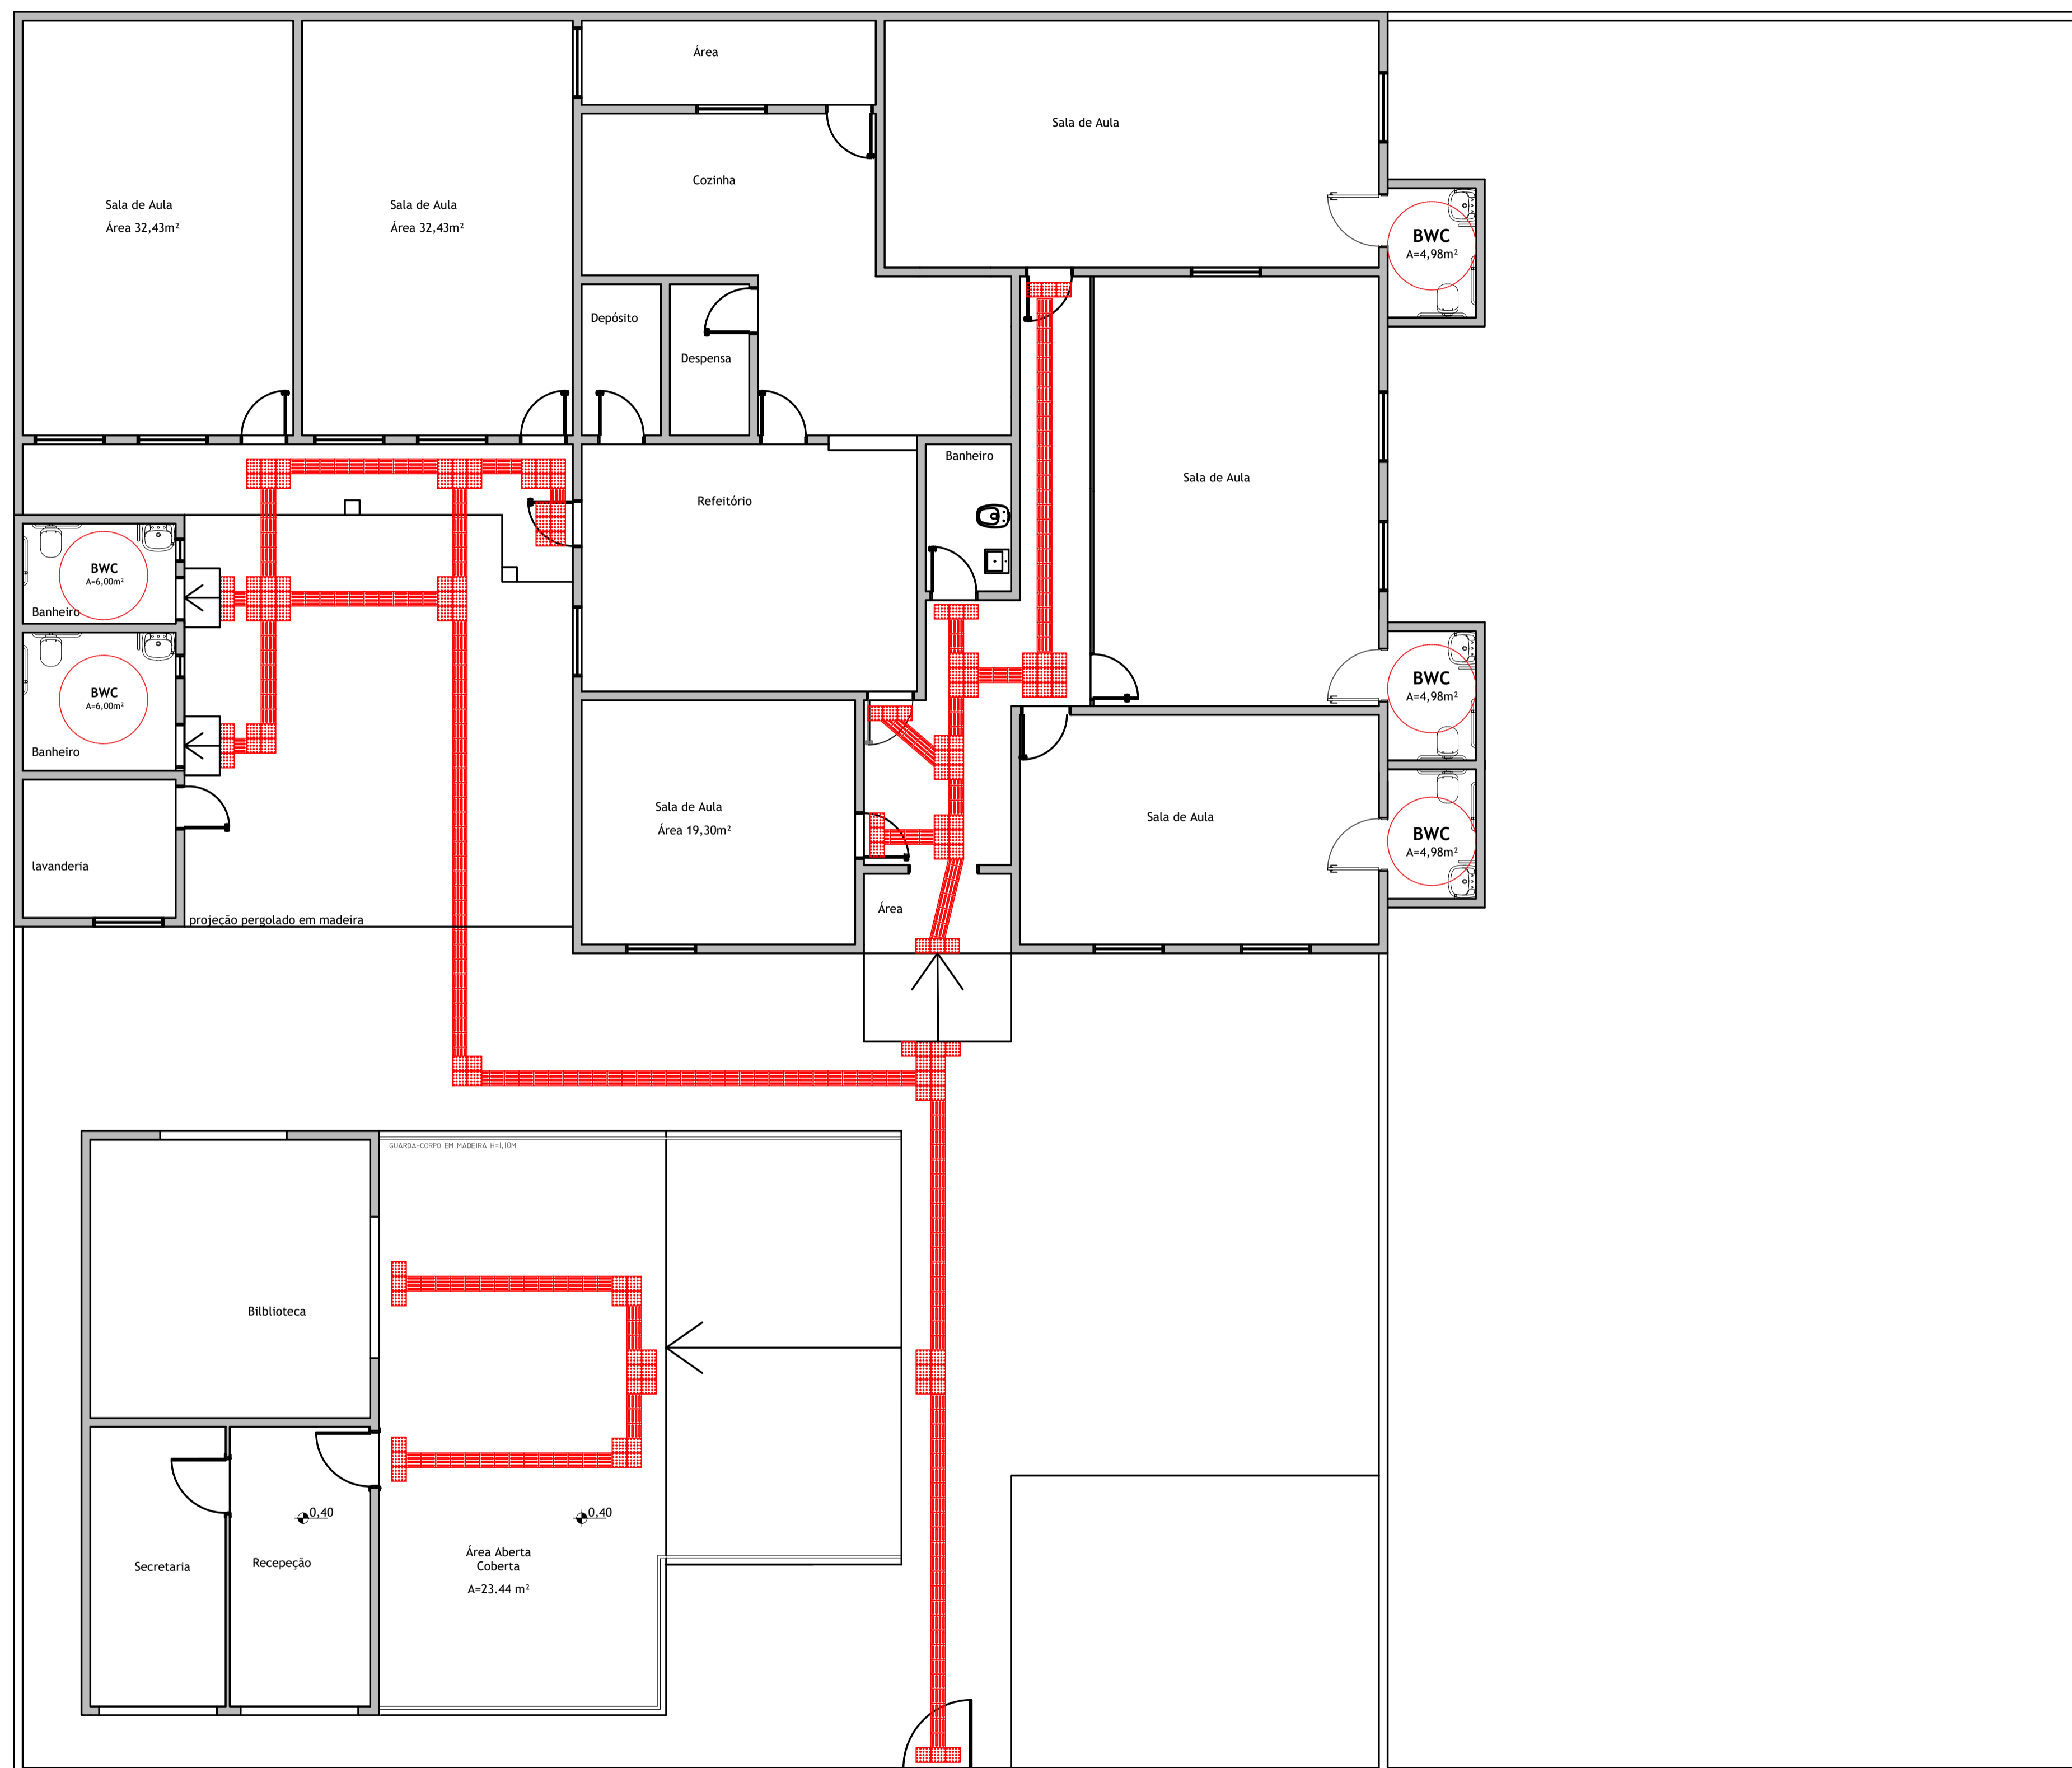 Área
Sala de Aula
Cozinha
Sala de Aula
Área 32,43m²
Sala de Aula
Área 32,43m²
BWC
A=4,98m²
Depósito
Despensa
Banheiro
Sala de Aula
Refeitório
BWC
A=6,00m²
Banheiro
BWC
A=6,00m²
Banheiro
BWC
A=4,98m²
Sala de Aula
Área 19,30m²
Sala de Aula
BWC
A=4,98m²
lavanderia
Área
projeção pergolado em madeira
GUARDA-CORPO EM MADEIRA H=1,10M
Bilblioteca
0,40
0,40
Secretaria
Recepeção
Área Aberta
Coberta
A=23.44 m²